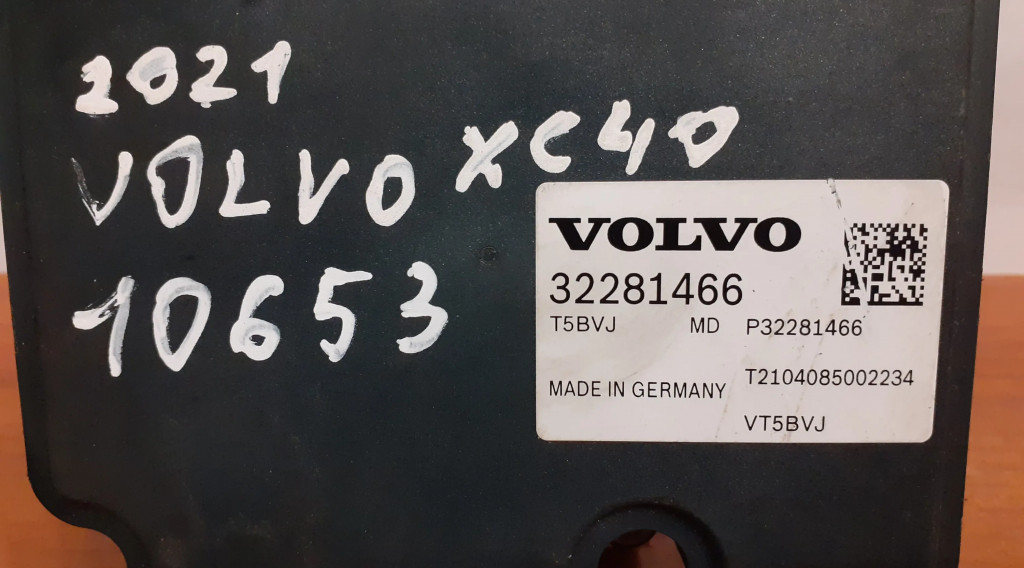 2021
VOLVO XC40
10653
VOLVO
32281466
T5BVJ MD P32281466
MADE IN GERMANY T2104085002234
VT5BVJ